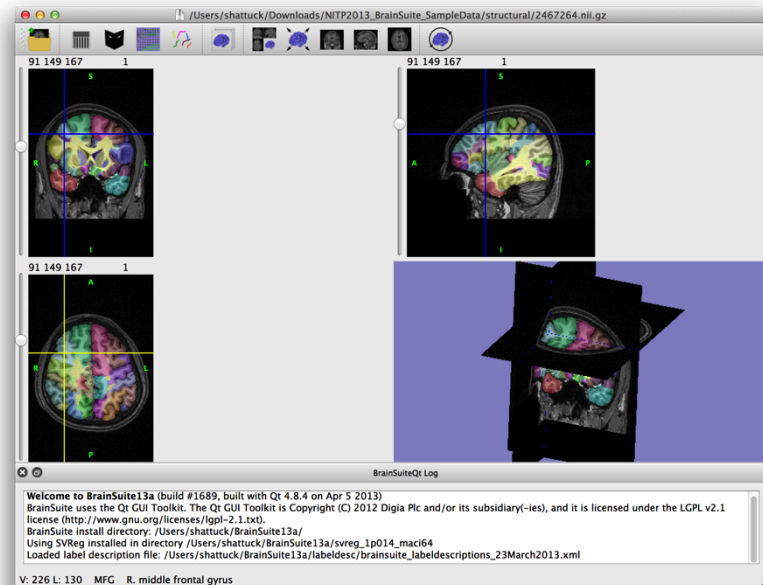 /Users/shattuck/Downloads/NITP2013_BrainSuite_SampleData/structural/2467264.nii.gz
91 149 167 1
91 149 167 1
S
S
R
L
A
P
I
I
91 149 167 1
A
R
L
P
BrainSuiteQt Log
Welcome to BrainSuite13a (build #1689, built with Qt 4.8.4 on Apr 5 2013)
BrainSuite uses the Qt GUI Toolkit. The Qt GUI Toolkit is Copyright (C) 2012 Digia Plc and/or its subsidiary(-ies), and it is licensed under the LGPL v2.1
license (http://www.gnu.org/licenses/lgpl-2.1.txt).
BrainSuite install directory: /Users/shattuck/BrainSuite13a/
Using SVReg installed in directory /Users/shattuck/BrainSuite13a/svreg_1p014_maci64
Loaded label description file: /Users/shattuck/BrainSuite13a/labeldesc/brainsuite_labeldescriptions_23March2013.xml
V: 226 L: 130 MFG R. middle frontal gyrus